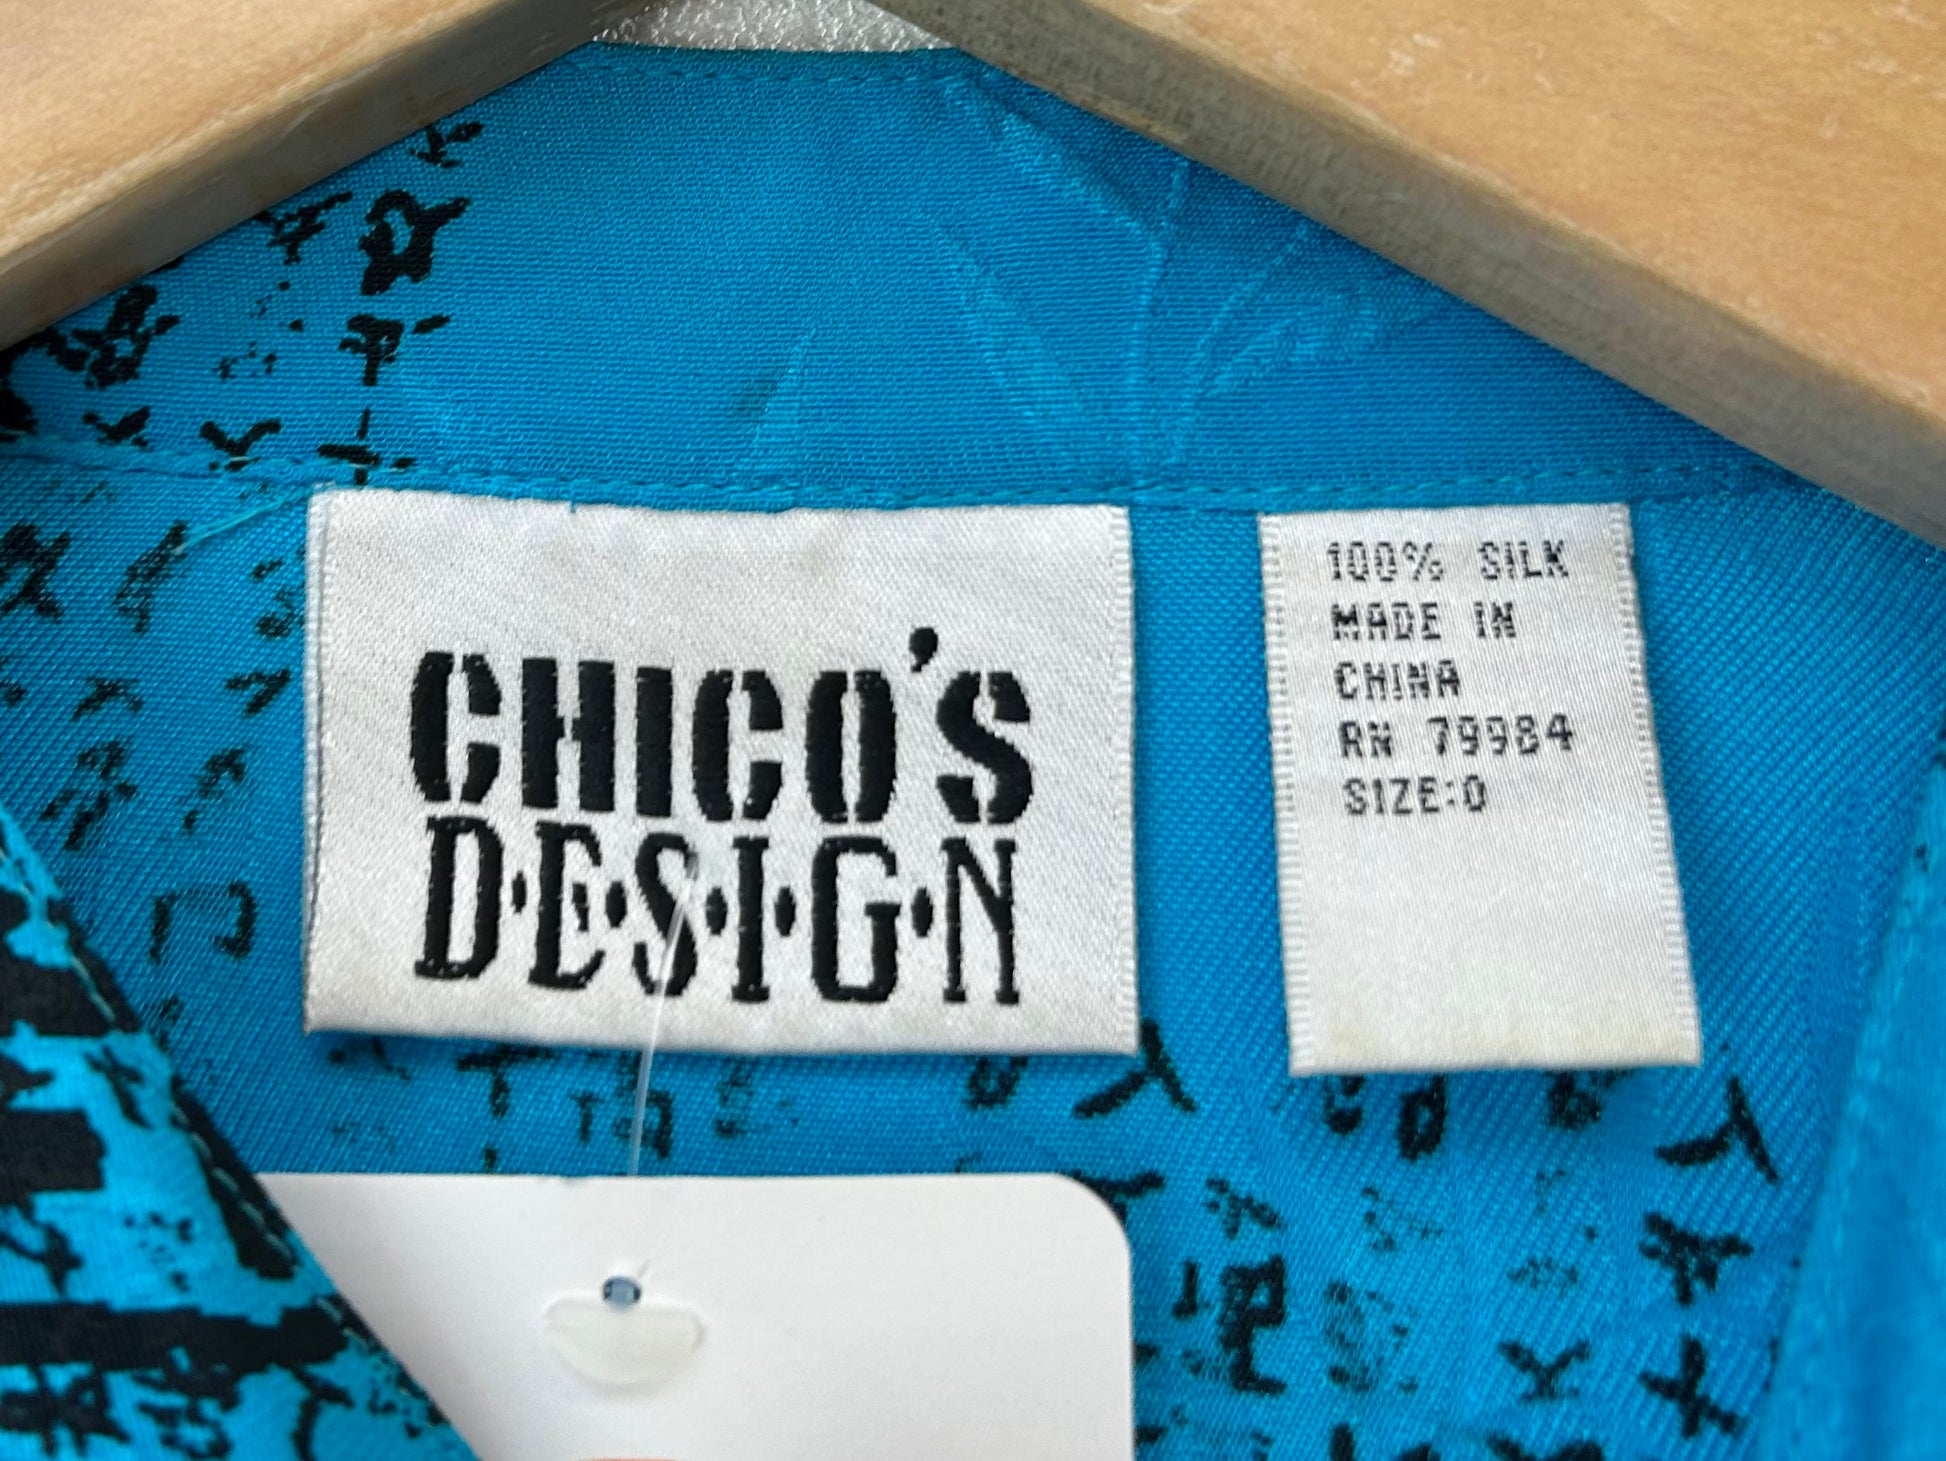 CHICO'S
D·E·S·I·G·N
100% SILK
MADE IN
CHINA
RN 79984
SIZE:0